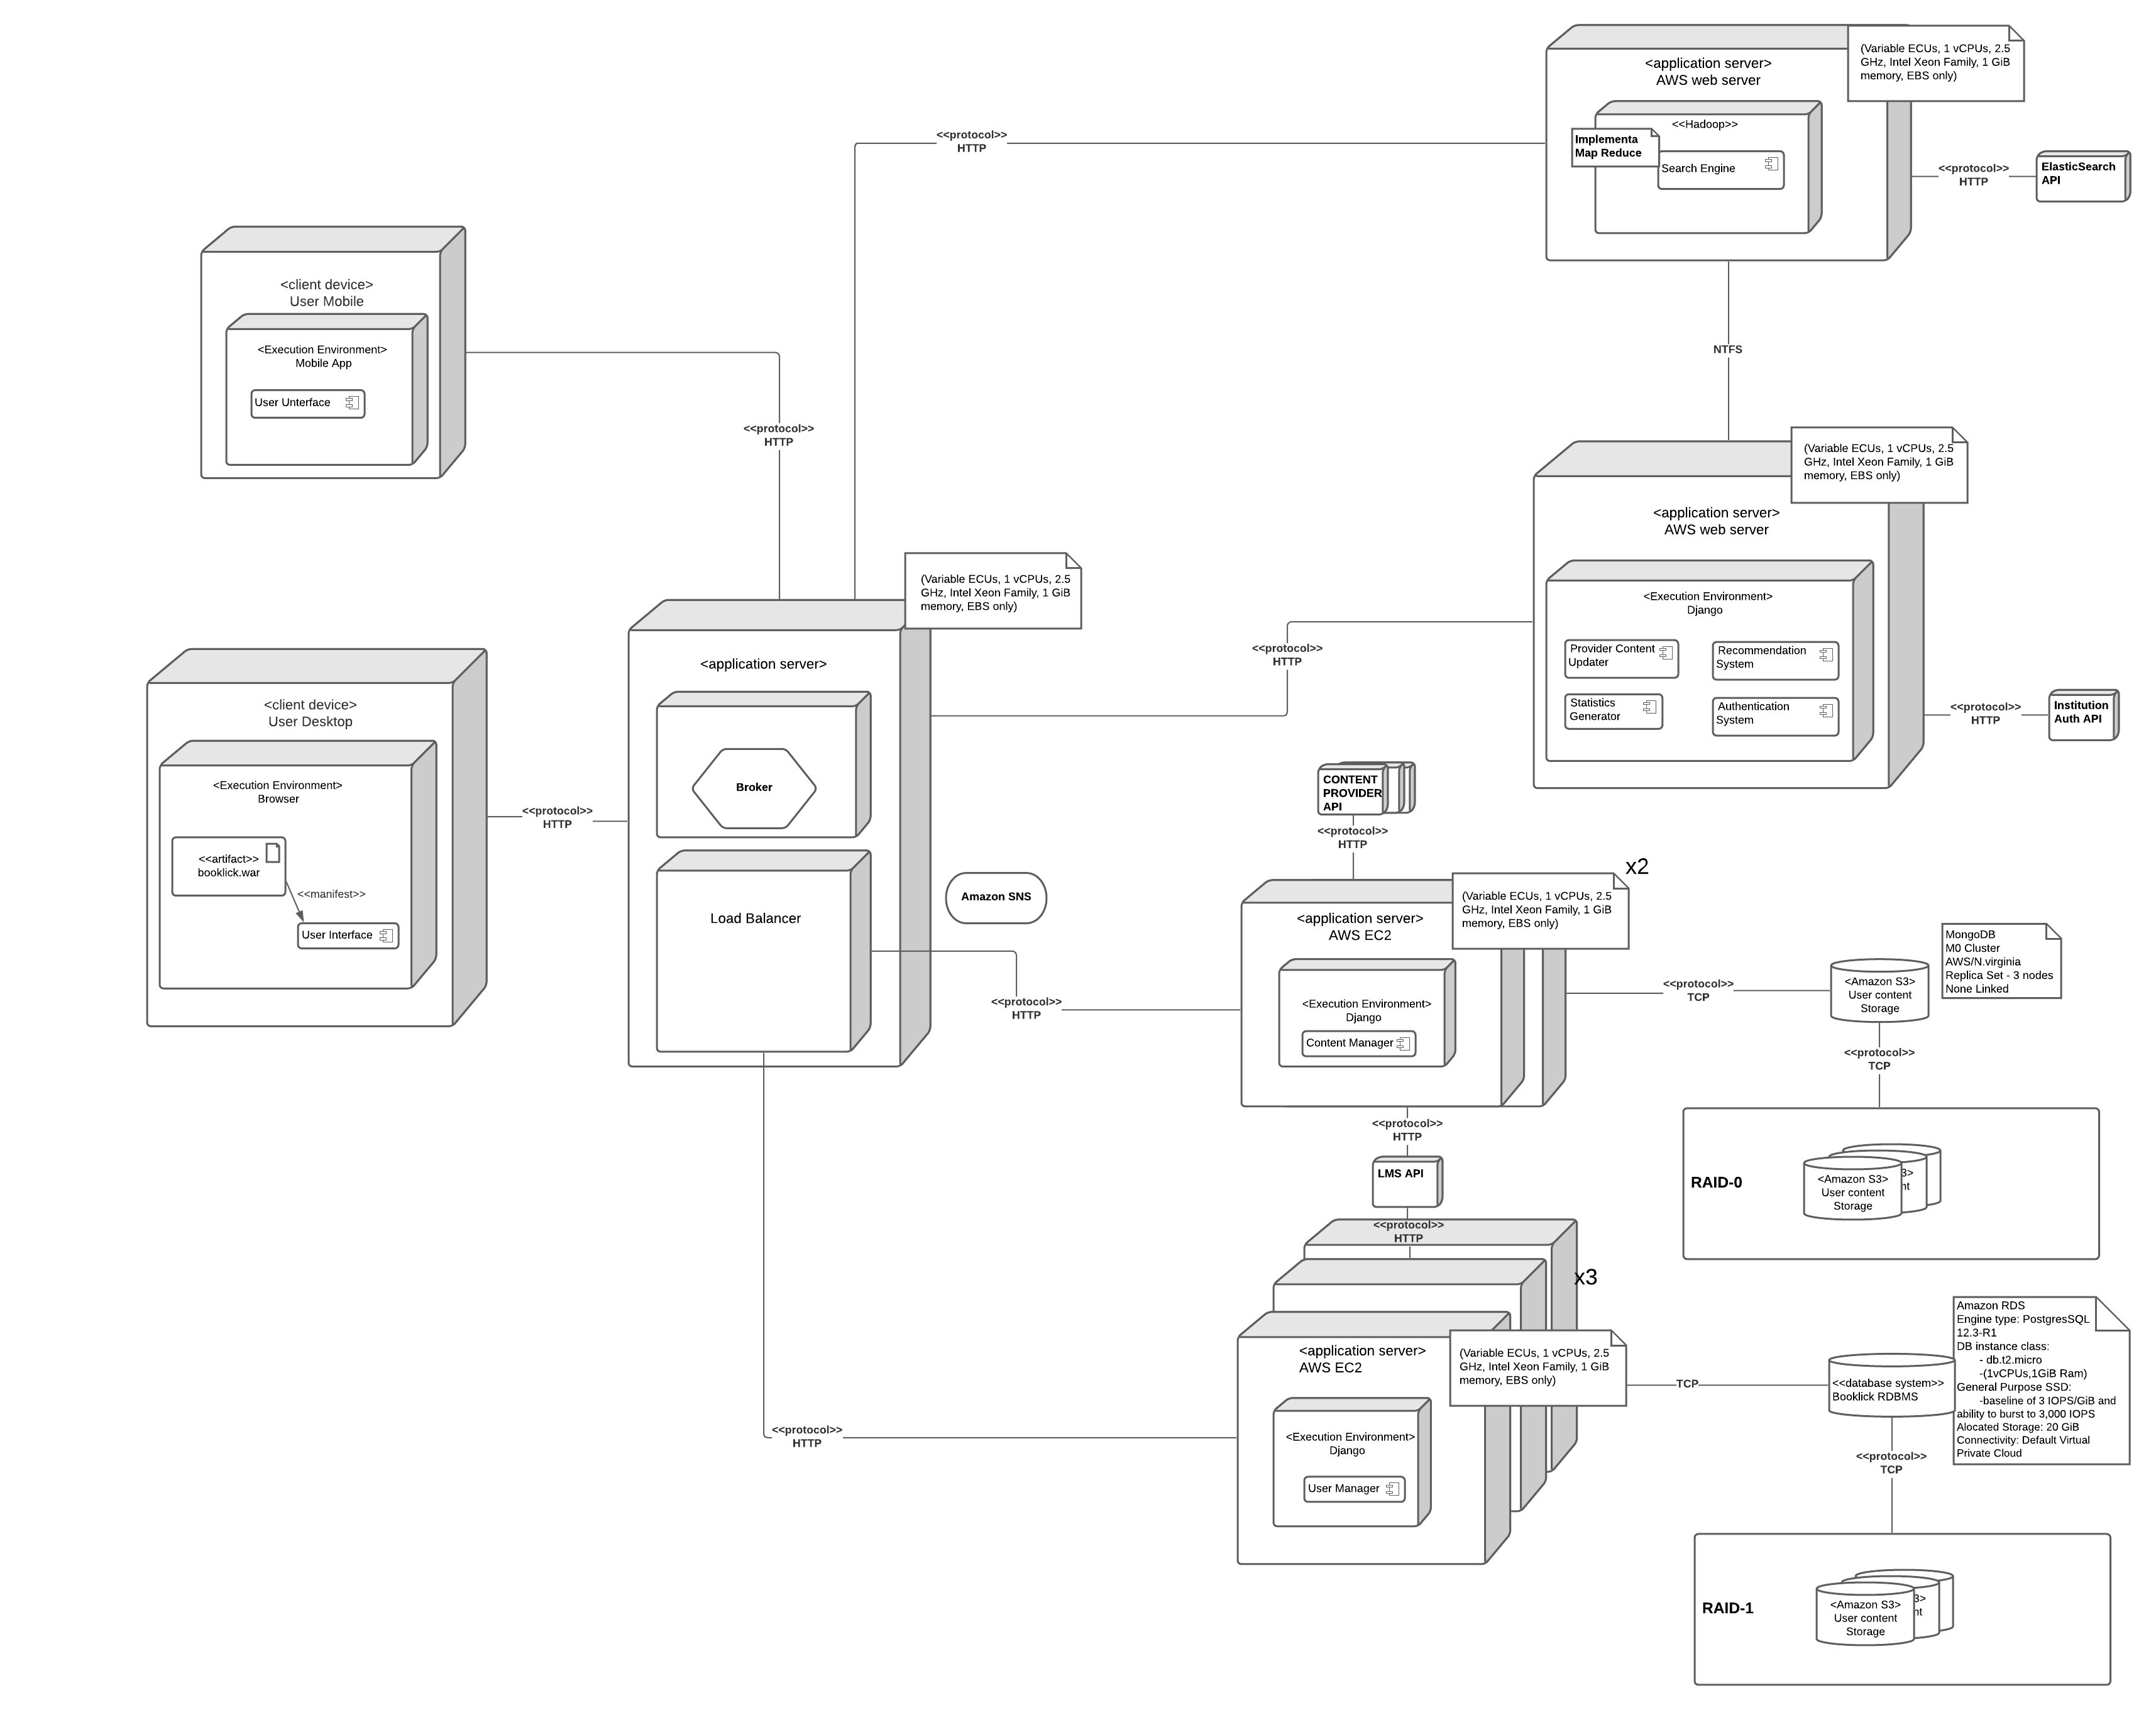 <application server>
AWS web server
(Variable ECUs, 1 vCPUs, 2.5
GHz, Intel Xeon Family, 1 GiB
memory, EBS only)
<<Hadoop>>
Implementa
Map Reduce
Search Engine
<<protocol>>
HTTP
<<protocol>>
HTTP
ElasticSearch
API
<client device>
User Mobile
<Execution Environment>
Mobile App
User Unterface
<<protocol>>
HTTP
NTFS
(Variable ECUs, 1 vCPUs, 2.5
GHz, Intel Xeon Family, 1 GiB
memory, EBS only)
<application server>
AWS web server
<Execution Environment>
Django
Provider Content
Updater
Recommendation
System
Statistics
Generator
Authentication
System
<<protocol>>
HTTP
Institution
Auth API
(Variable ECUs, 1 vCPUs, 2.5
GHz, Intel Xeon Family, 1 GiB
memory, EBS only)
<application server>
Broker
Load Balancer
<<protocol>>
HTTP
<client device>
User Desktop
<Execution Environment>
Browser
<<artifact>>
booklick.war
<<manifest>>
User Interface
<<protocol>>
HTTP
CONTENT
PROVIDER
API
<<protocol>>
HTTP
Amazon SNS
<<protocol>>
HTTP
x2
(Variable ECUs, 1 vCPUs, 2.5
GHz, Intel Xeon Family, 1 GiB
memory, EBS only)
<application server>
AWS EC2
<Execution Environment>
Django
Content Manager
<<protocol>>
TCP
<Amazon S3>
User content
Storage
MongoDB
M0 Cluster
AWS/N.virginia
Replica Set - 3 nodes
None Linked
<<protocol>>
TCP
RAID-0
<Amazon S3>
User content
Storage
3>
nt
<<protocol>>
HTTP
LMS API
<<protocol>>
HTTP
x3
<application server>
AWS EC2
(Variable ECUs, 1 vCPUs, 2.5
GHz, Intel Xeon Family, 1 GiB
memory, EBS only)
<Execution Environment>
Django
User Manager
<<protocol>>
HTTP
TCP
<<database system>>
Booklick RDBMS
Amazon RDS
Engine type: PostgresSQL
12.3-R1
DB instance class:
- db.t2.micro
-(1vCPUs,1GiB Ram)
General Purpose SSD:
-baseline of 3 IOPS/GiB and
ability to burst to 3,000 IOPS
Alocated Storage: 20 GiB
Connectivity: Default Virtual
Private Cloud
<<protocol>>
TCP
RAID-1
<Amazon S3>
User content
Storage
3>
nt